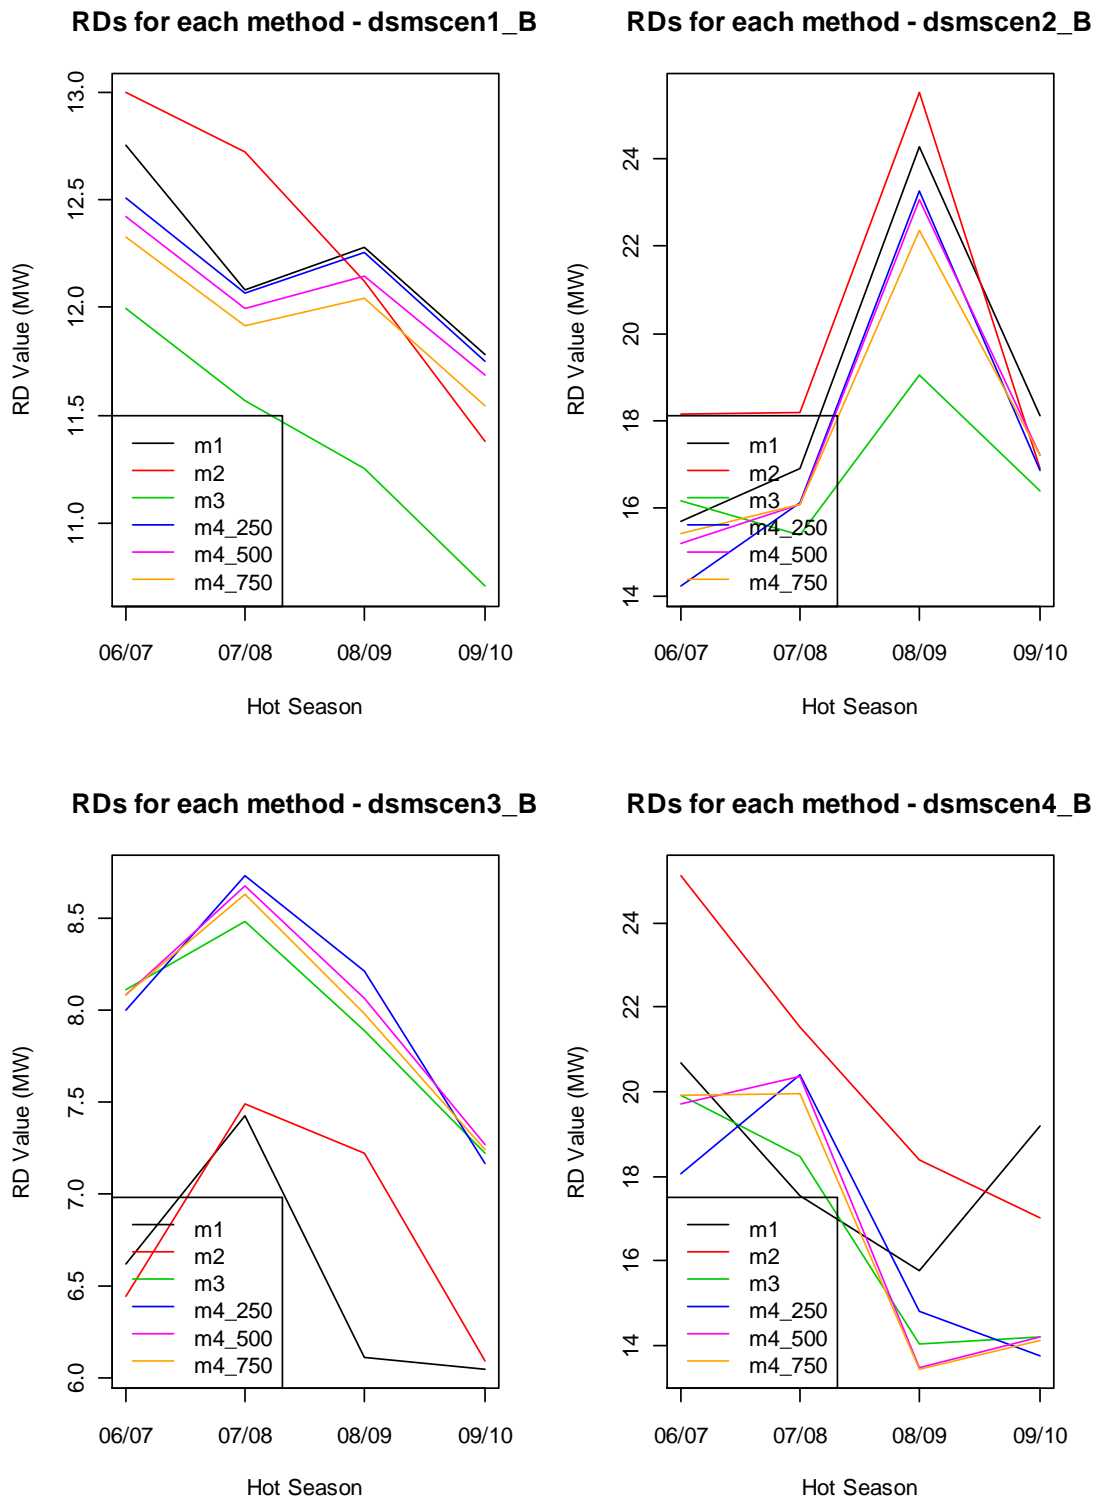 RDs for each method - dsmscen1_B
RD Value (MW)
13.0
12.5
12.0
11.5
11.0
m1
m2
m3
m4_250
m4_500
m4_750
06/07 07/08 08/09 09/10
Hot Season
RDs for each method - dsmscen2_B
RD Value (MW)
24
22
20
18
16
14
m1
m2
m3
m4_250
m4_500
m4_750
06/07 07/08 08/09 09/10
Hot Season
RDs for each method - dsmscen3_B
RD Value (MW)
8.5
8.0
7.5
7.0
6.5
6.0
m1
m2
m3
m4_250
m4_500
m4_750
06/07 07/08 08/09 09/10
Hot Season
RDs for each method - dsmscen4_B
RD Value (MW)
24
22
20
18
16
14
m1
m2
m3
m4_250
m4_500
m4_750
06/07 07/08 08/09 09/10
Hot Season